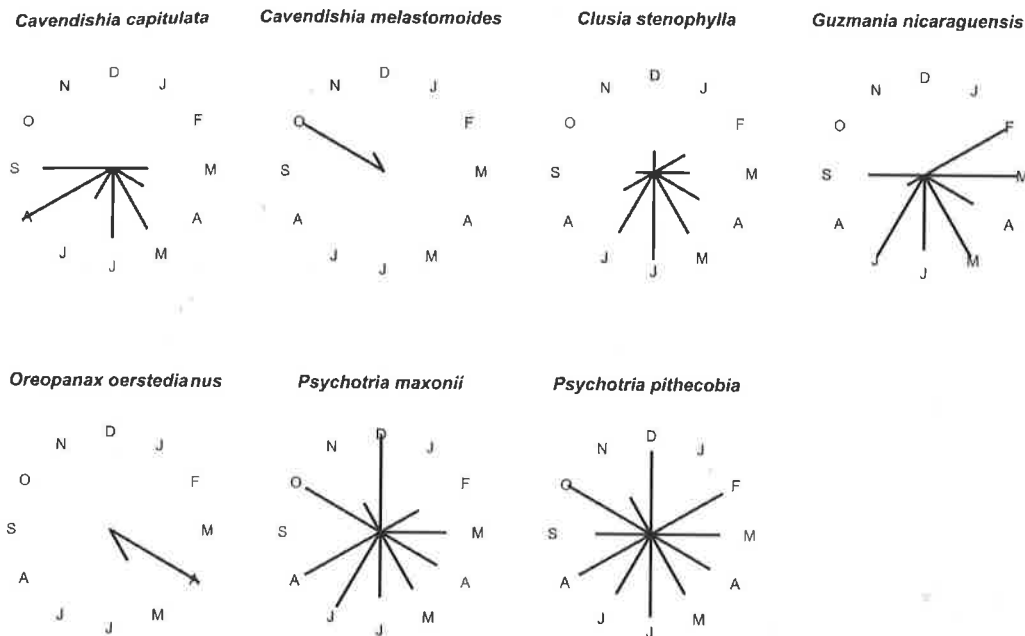 Cavendishia capitulata Cavendishia melastomoides Clusia stenophylla Guzmania nicaraguensis
D D D D
N J N J N J N J
O F O F O F O F
S M S M S M S M
A A A A A A A A
J M J M J M J M
J J J J
Oreopanax oerstedianus Psychotria maxonii Psychotria pithecobia
D D D
N J N J N J
O F O F O F
S M S M S M
A A A A A A
J M J M J M
J J J